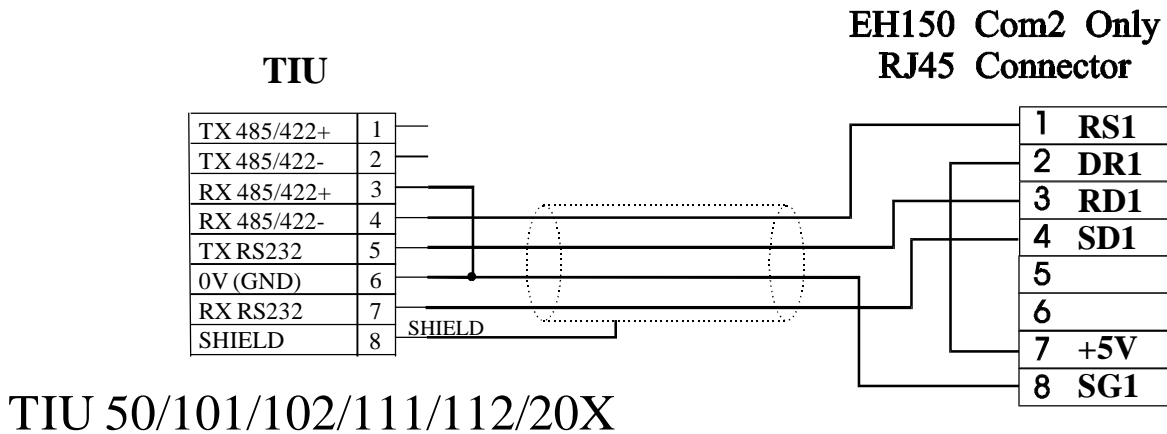 EH150 Com2 Only
RJ45 Connector
TIU
TX 485/422+ 1
TX 485/422- 2
RX 485/422+ 3
RX 485/422- 4
TX RS232 5
0V (GND) 6
RX RS232 7
SHIELD 8
SHIELD
1 RS1
2 DR1
3 RD1
4 SD1
5
6
7 +5V
8 SG1
TIU 50/101/102/111/112/20X